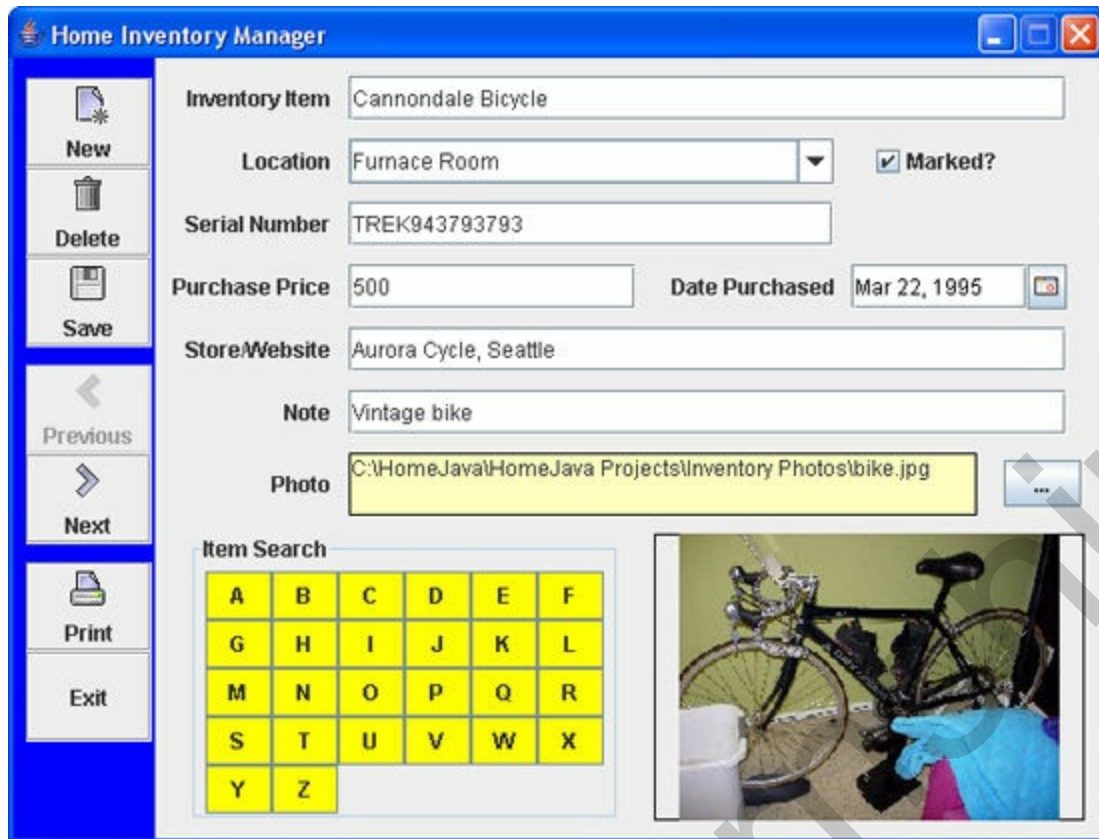 Home Inventory Manager
New
Delete
Save
Previous
Next
Print
Exit
Inventory Item Cannondale Bicycle
Location Furnace Room Marked?
Serial Number TREK943793793
Purchase Price 500 Date Purchased Mar 22, 1995
Store/Website Aurora Cycle, Seattle
Note Vintage bike
Photo C:\HomeJava\HomeJava Projects\Inventory Photos\bike.jpg ...
Item Search
A B C D E F
G H I J K L
M N O P Q R
S T U V W X
Y Z